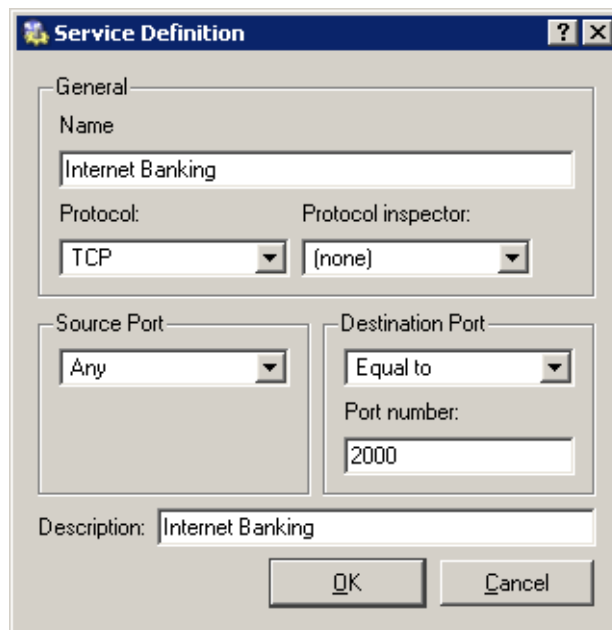 Service Definition
General
Name
Internet Banking
Protocol: Protocol inspector:
TCP (none)
Source Port Destination Port
Any Equal to
Port number:
2000
Description: Internet Banking
OK Cancel